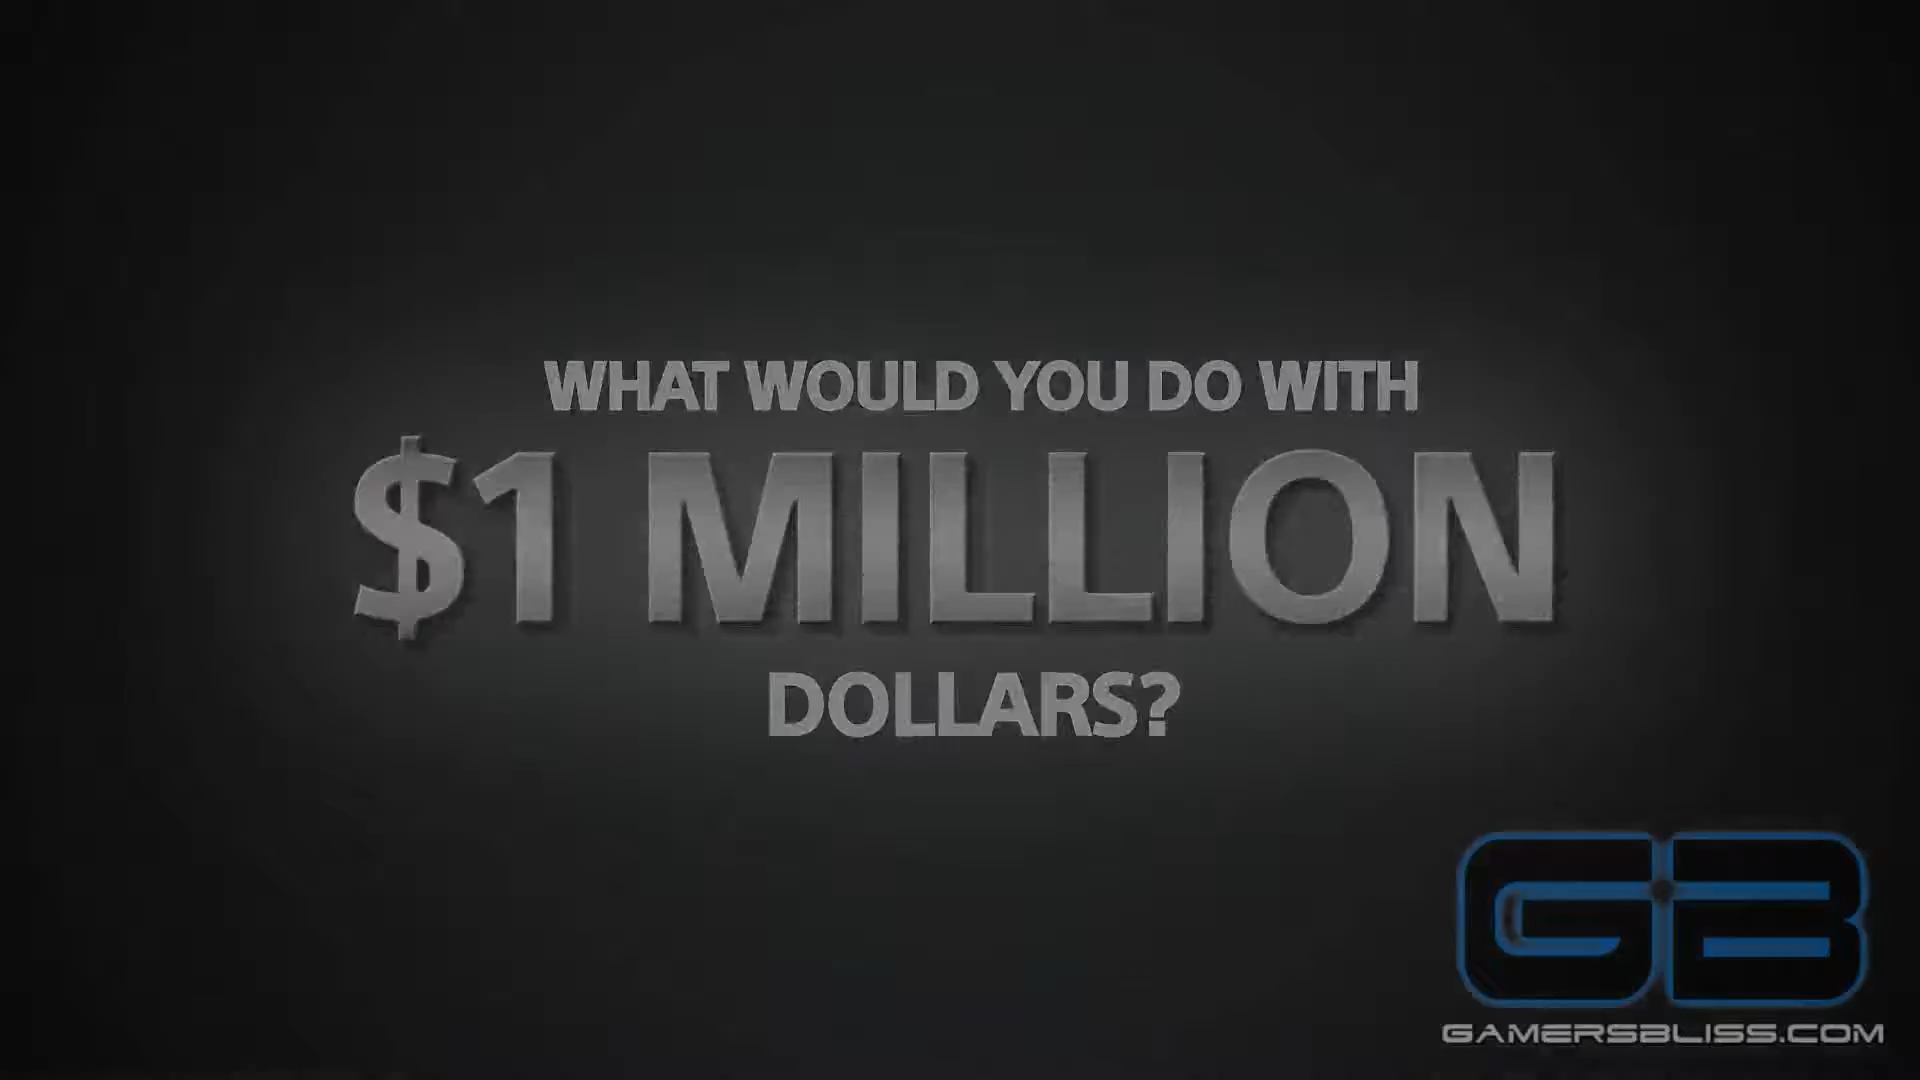 WHAT WOULD YOU DO WITH
$1 MILLION
DOLLARS?
GB
GAMERSBLISS.COM